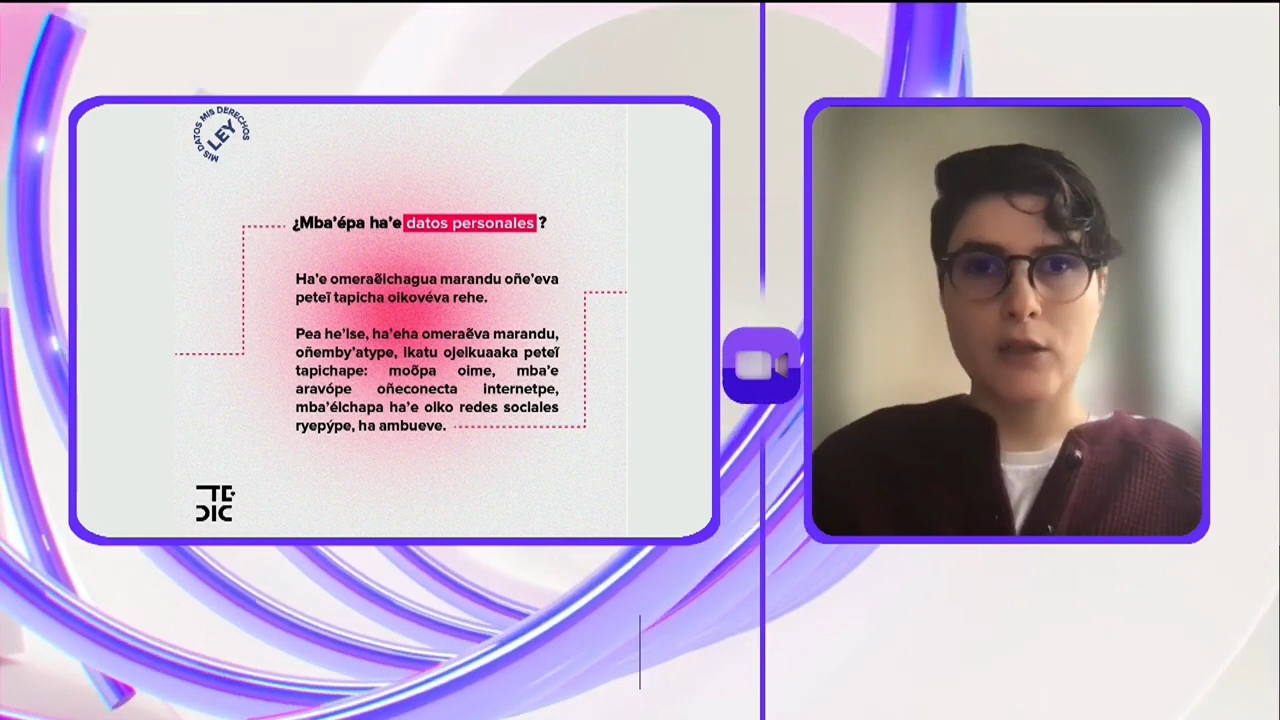 MIS DATOS MIS DERECHOS
LEY
¿Mba'épa ha'e datos personales ?
Ha'e omeraẽichagua marandu oñe'eva
peteĩ tapicha oikovéva rehe.
Pea he'ise, ha'eha omeraẽva marandu,
oñemby'atype, ikatu ojeikuaaka peteĩ
tapichape: moõpa oime, mba'e
aravópe oñeconecta internetpe,
mba'éichapa ha'e oiko redes sociales
ryepýpe, ha ambueve.
TEDIC